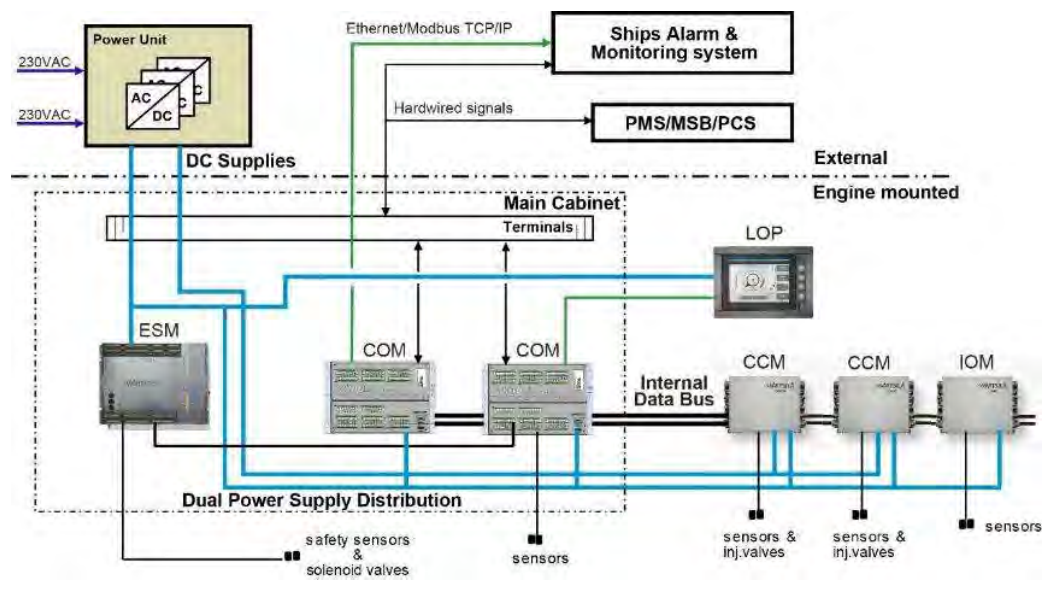 Ethernet/Modbus TCP/IP
Ships Alarm &
Monitoring system
Power Unit
230VAC
AC
DC
AC
C
AC
C
230VAC
Hardwired signals
PMS/MSB/PCS
DC Supplies
External
Engine mounted
Main Cabinet
Terminals
LOP
ESM
COM
COM
CCM
CCM
IOM
Internal
Data Bus
Dual Power Supply Distribution
safety sensors
&
solenoid valves
sensors
sensors &
inj.valves
sensors &
inj.valves
sensors